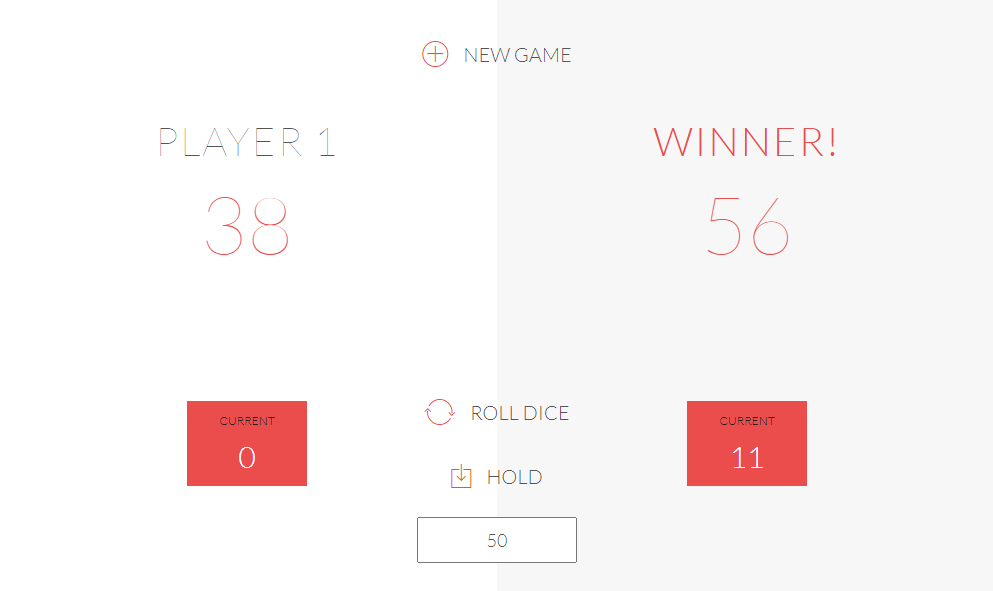 NEW GAME
PLAYER 1
WINNER!
38
56
CURRENT
0
CURRENT
11
ROLL DICE
HOLD
50